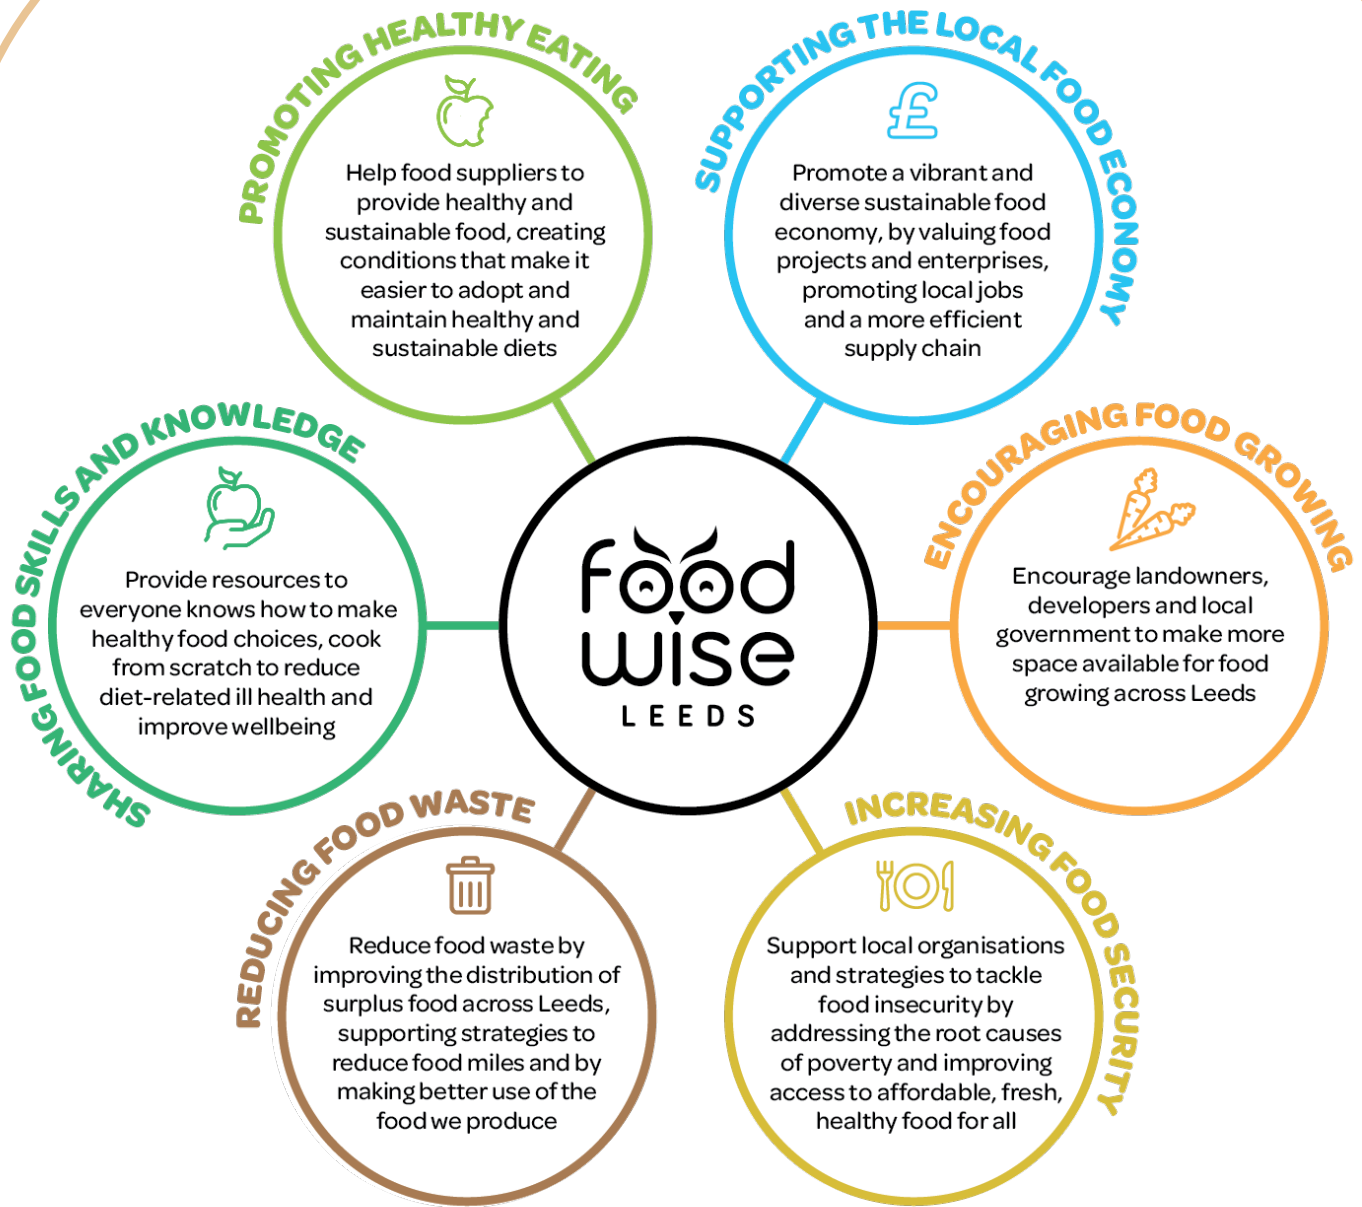 PROMOTING HEALTHY EATING
Help food suppliers to
provide healthy and
sustainable food, creating
conditions that make it
easier to adopt and
maintain healthy and
sustainable diets
SUPPORTING THE LOCAL FOOD ECONOMY
£
Promote a vibrant and
diverse sustainable food
economy, by valuing food
projects and enterprises,
promoting local jobs
and a more efficient
supply chain
SHARING FOOD SKILLS AND KNOWLEDGE
Provide resources to
everyone knows how to make
healthy food choices, cook
from scratch to reduce
diet-related ill health and
improve wellbeing
food
wise
LEEDS
ENCOURAGING FOOD GROWING
Encourage landowners,
developers and local
government to make more
space available for food
growing across Leeds
REDUCING FOOD WASTE
Reduce food waste by
improving the distribution of
surplus food across Leeds,
supporting strategies to
reduce food miles and by
making better use of the
food we produce
INCREASING FOOD SECURITY
Support local organisations
and strategies to tackle
food insecurity by
addressing the root causes
of poverty and improving
access to affordable, fresh,
healthy food for all